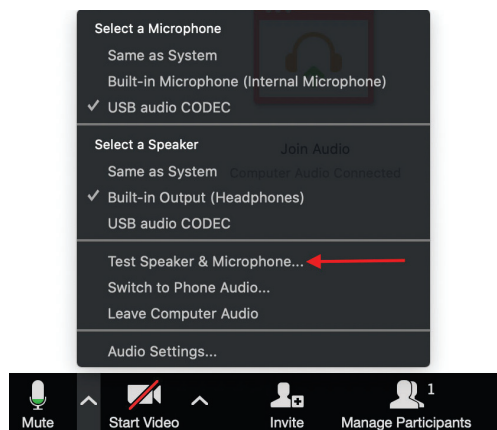 Select a Microphone
Same as System
Built-in Microphone (Internal Microphone)
✓ USB audio CODEC
Select a Speaker
Join Audio
Same as System
Computer Audio Connected
✓ Built-in Output (Headphones)
USB audio CODEC
Test Speaker & Microphone...
Switch to Phone Audio...
Leave Computer Audio
Audio Settings...
1
Mute
Start Video
Invite
Manage Participants